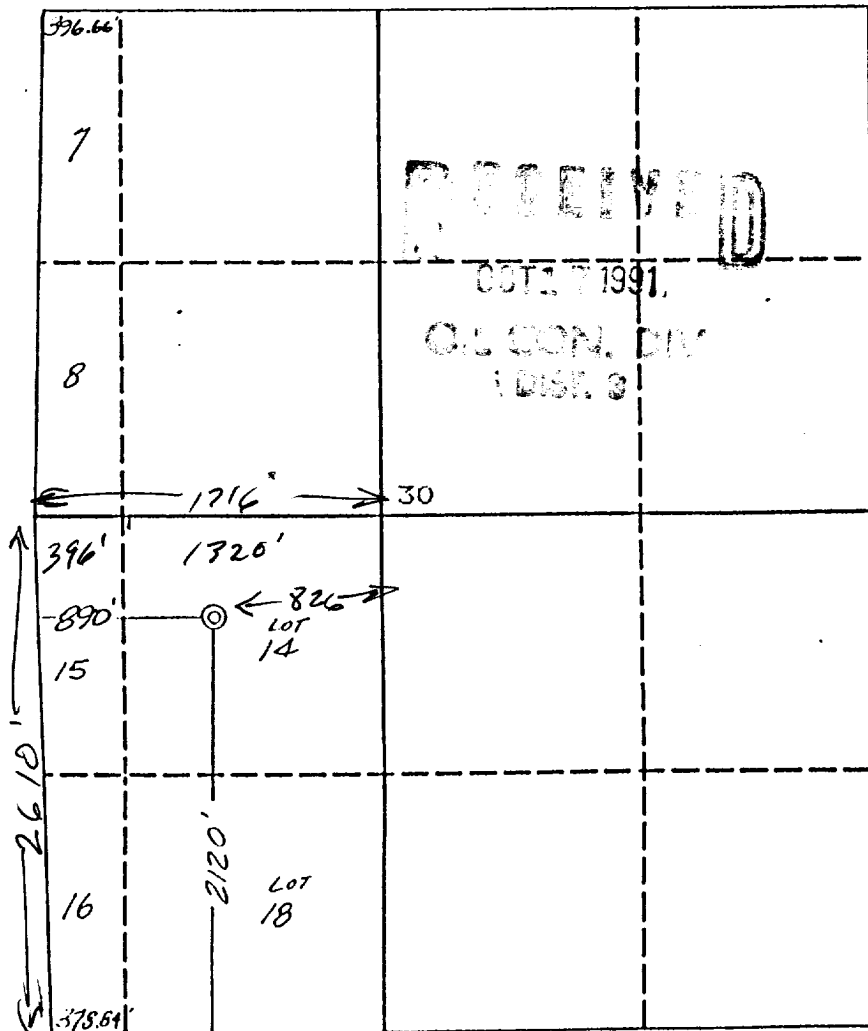 396.66'
7
RECEIVED
OCT 1 7 1991.
OIL CON. DIV
DIST. 3
8
1716'
30
396'
1320'
890'
826
LOT
14
15
2610'
2120'
LOT
18
16
378.64'